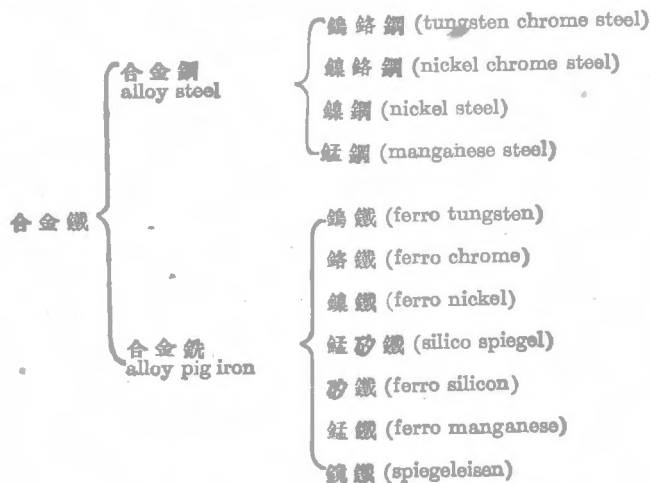 合金鐵
合金鋼
alloy steel
鎢鉻鋼 (tungsten chrome steel)
鎳鉻鋼 (nickel chrome steel)
鎳鋼 (nickel steel)
錳鋼 (manganese steel)
合金銑
alloy pig iron
鎢鐵 (ferro tungsten)
鉻鐵 (ferro chrome)
鎳鐵 (ferro nickel)
錳矽鐵 (silico spiegel)
矽鐵 (ferro silicon)
錳鐵 (ferro manganese)
鏡鐵 (spiegeleisen)